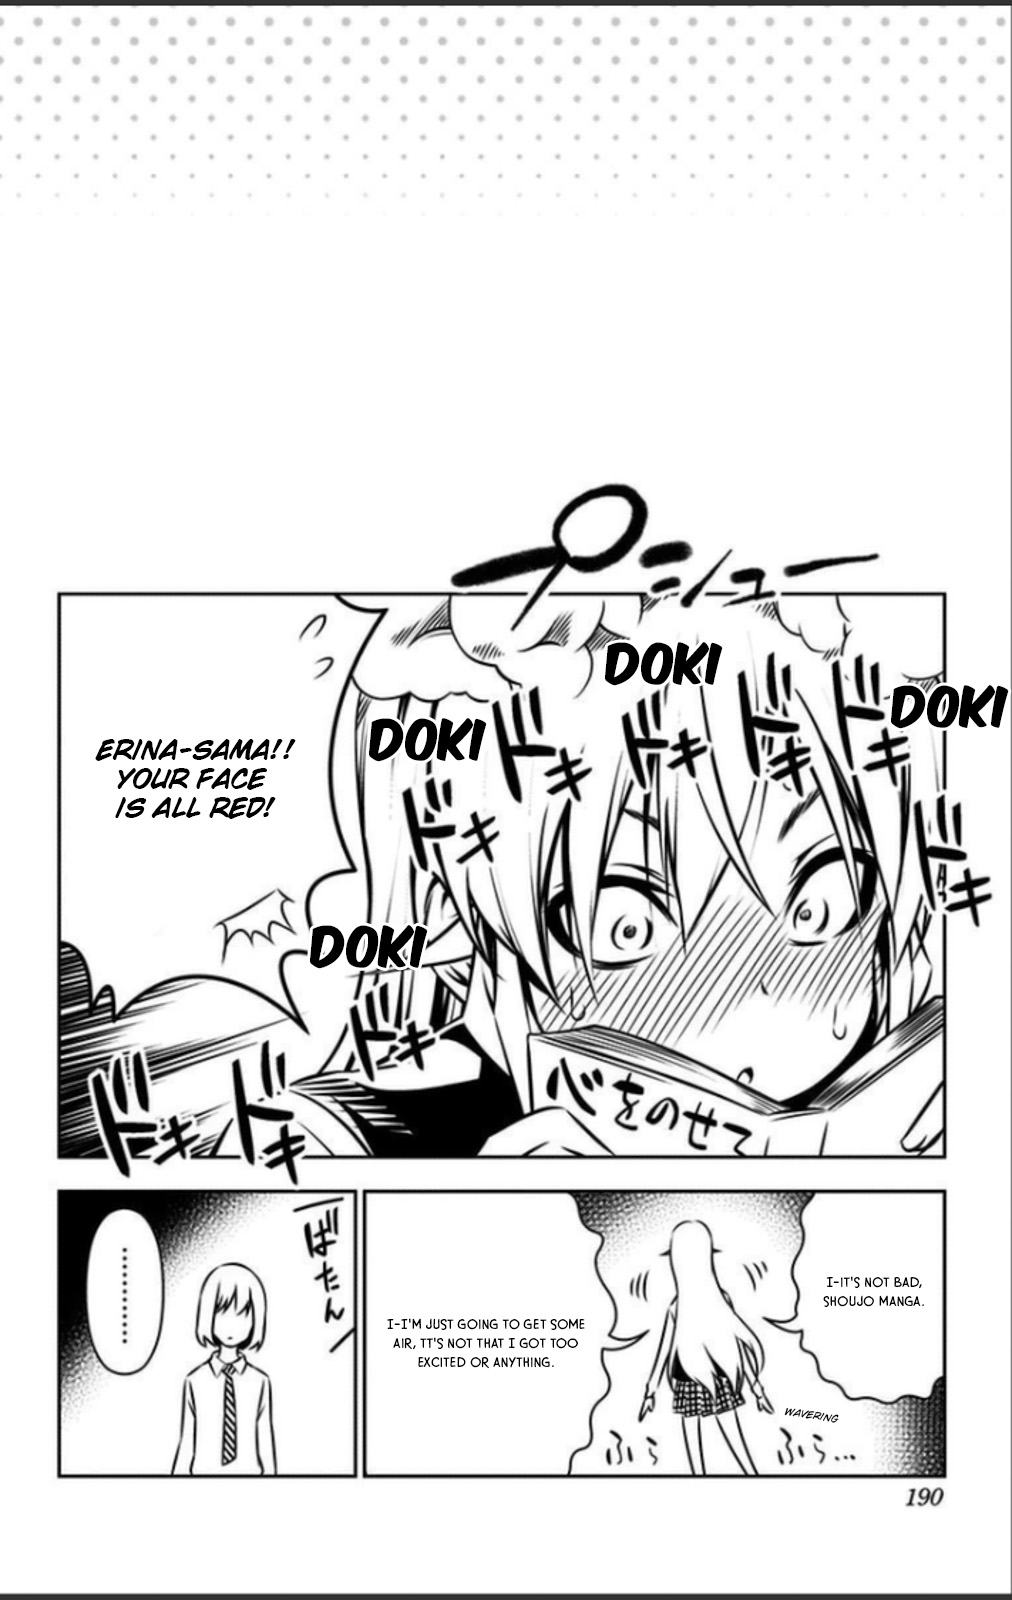 プシュー
DOKI
DOKI
DOKI
ERINA-SAMA!!
YOUR FACE
IS ALL RED!
DOKI
ドキ
ドキ
ドキ
ドキ
ドキ
ドキ
ドキ
ドキ
ドキ
心をのせて
I-IT'S NOT BAD,
SHOUJO MANGA.
I-I'M JUST GOING TO GET SOME
AIR, TT'S NOT THAT I GOT TOO
EXCITED OR ANYTHING.
WAVERING
ふら
ふら...
ばたんッ
............
190